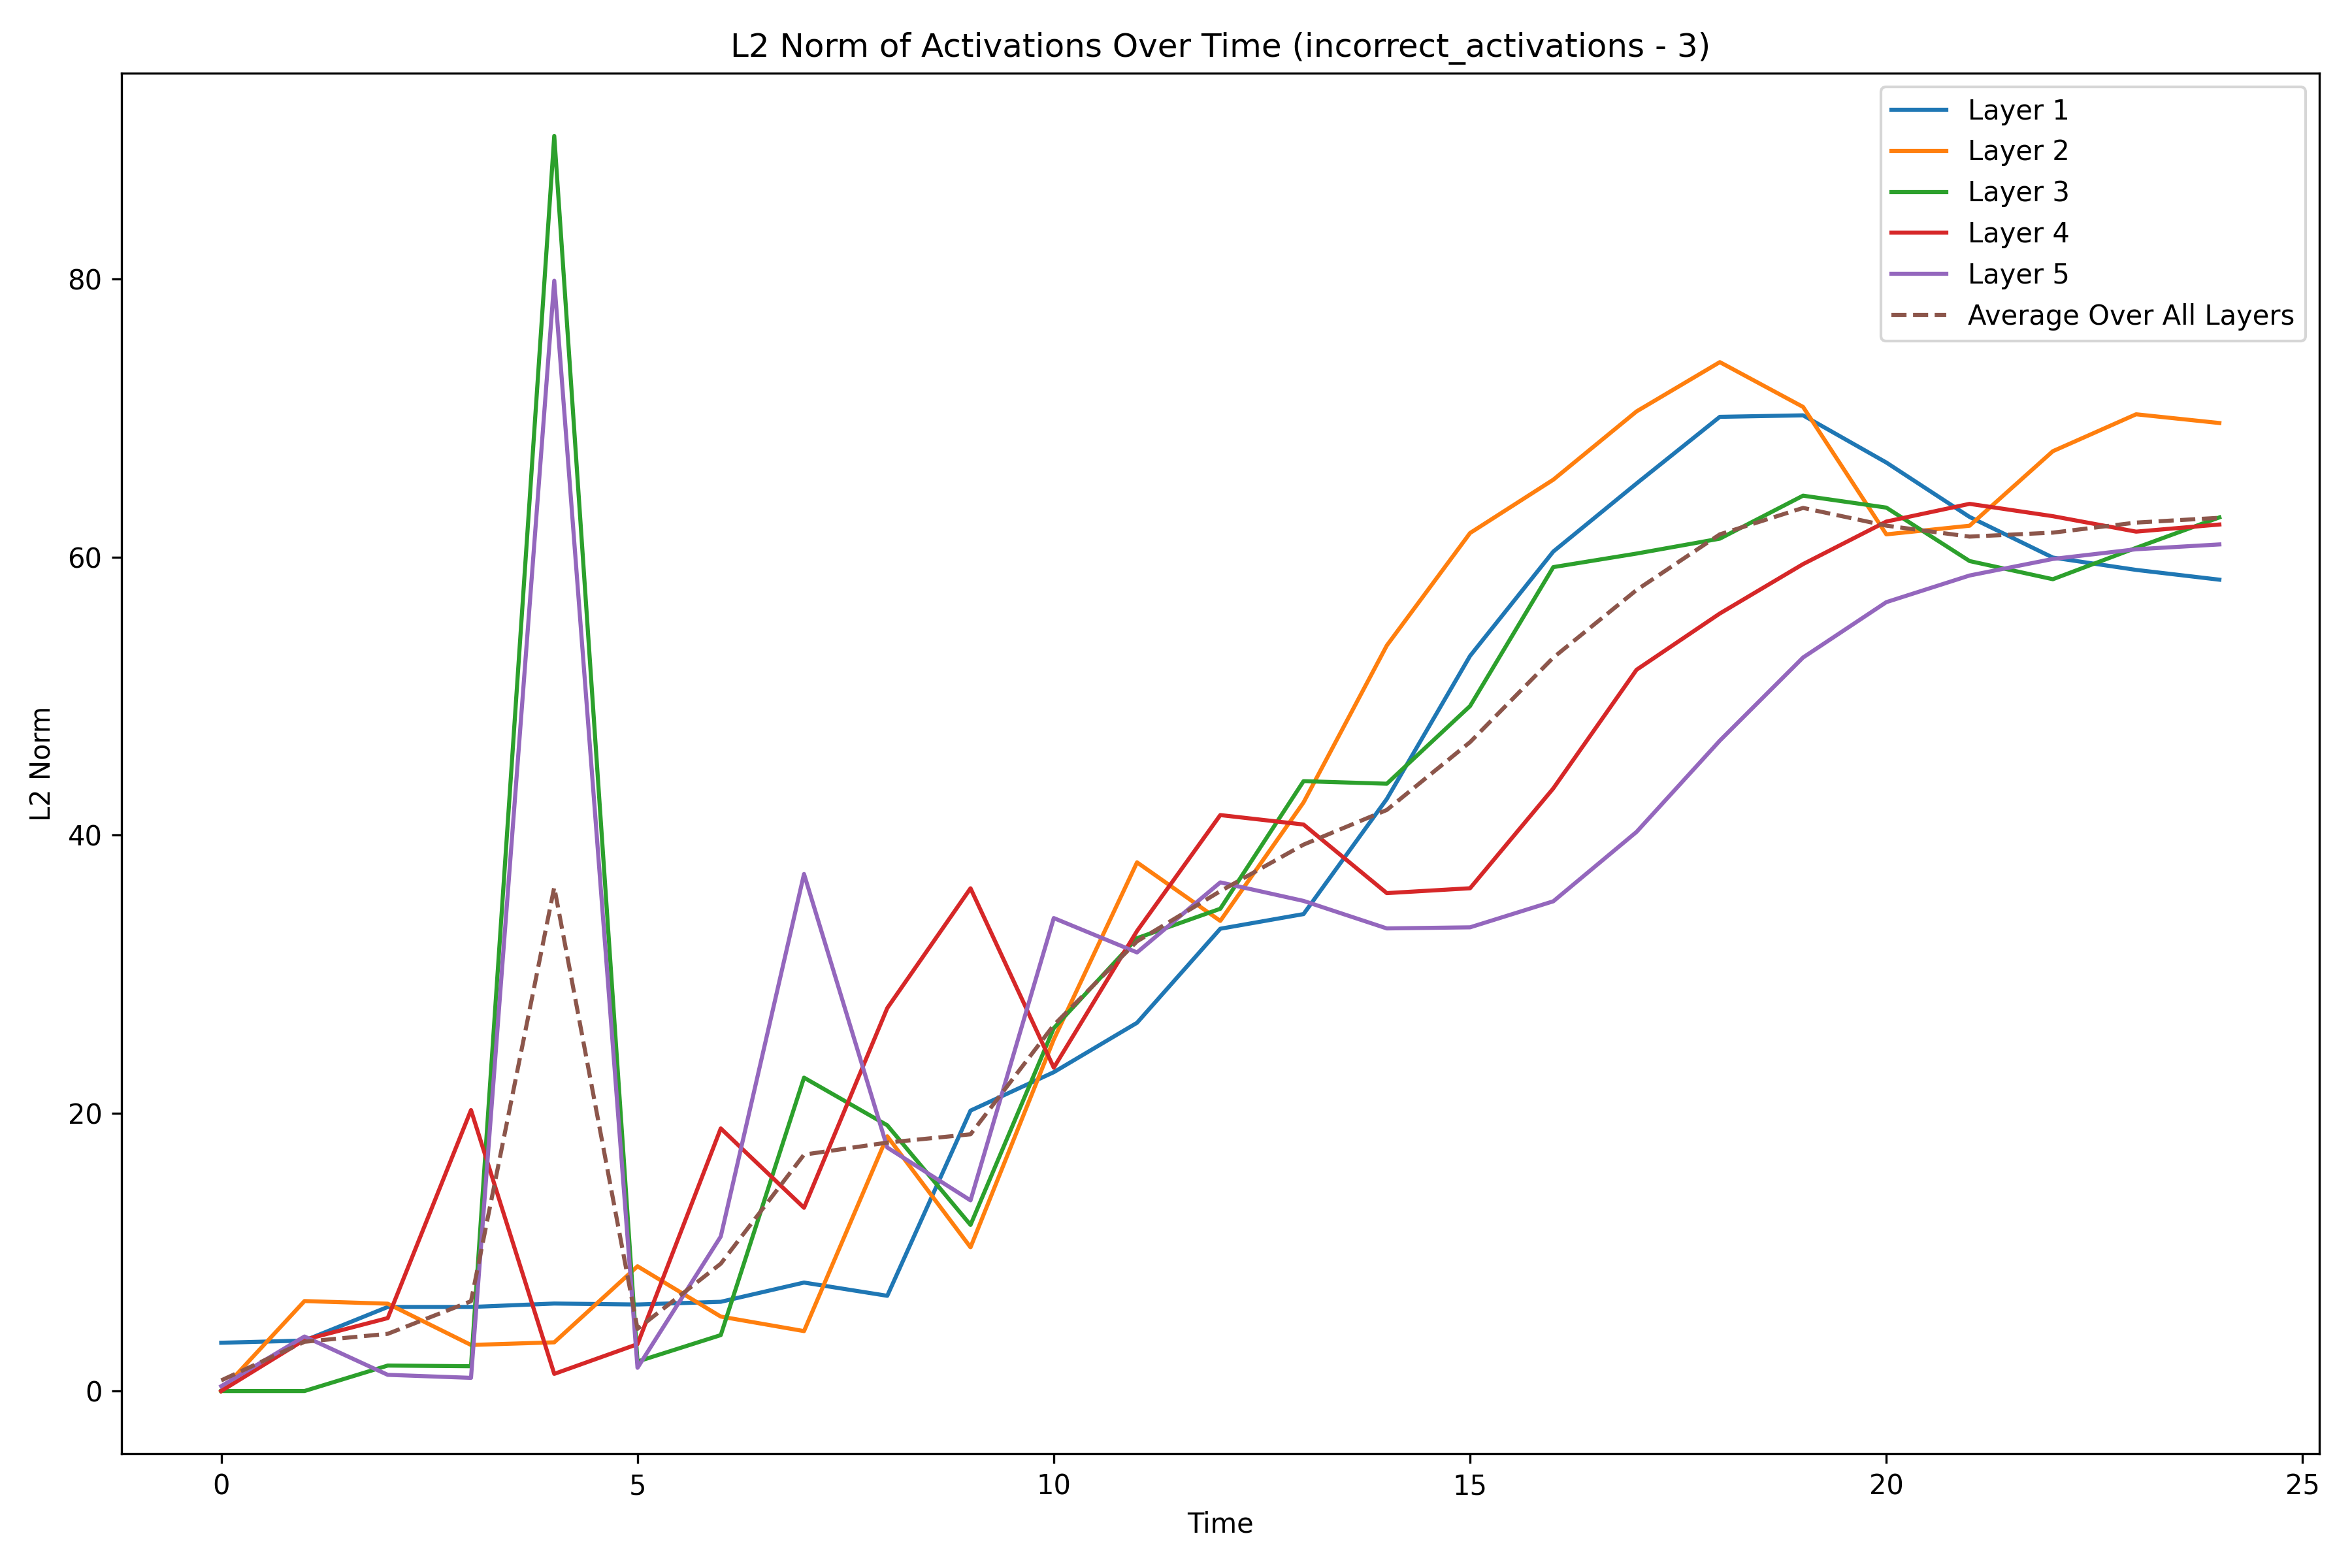 L2 Norm of Activations Over Time (incorrect_activations - 3)
Layer 1
Layer 2
Layer 3
Layer 4
Layer 5
Average Over All Layers
80
60
40
20
0
L2 Norm
0 5 10 15 20 25
Time